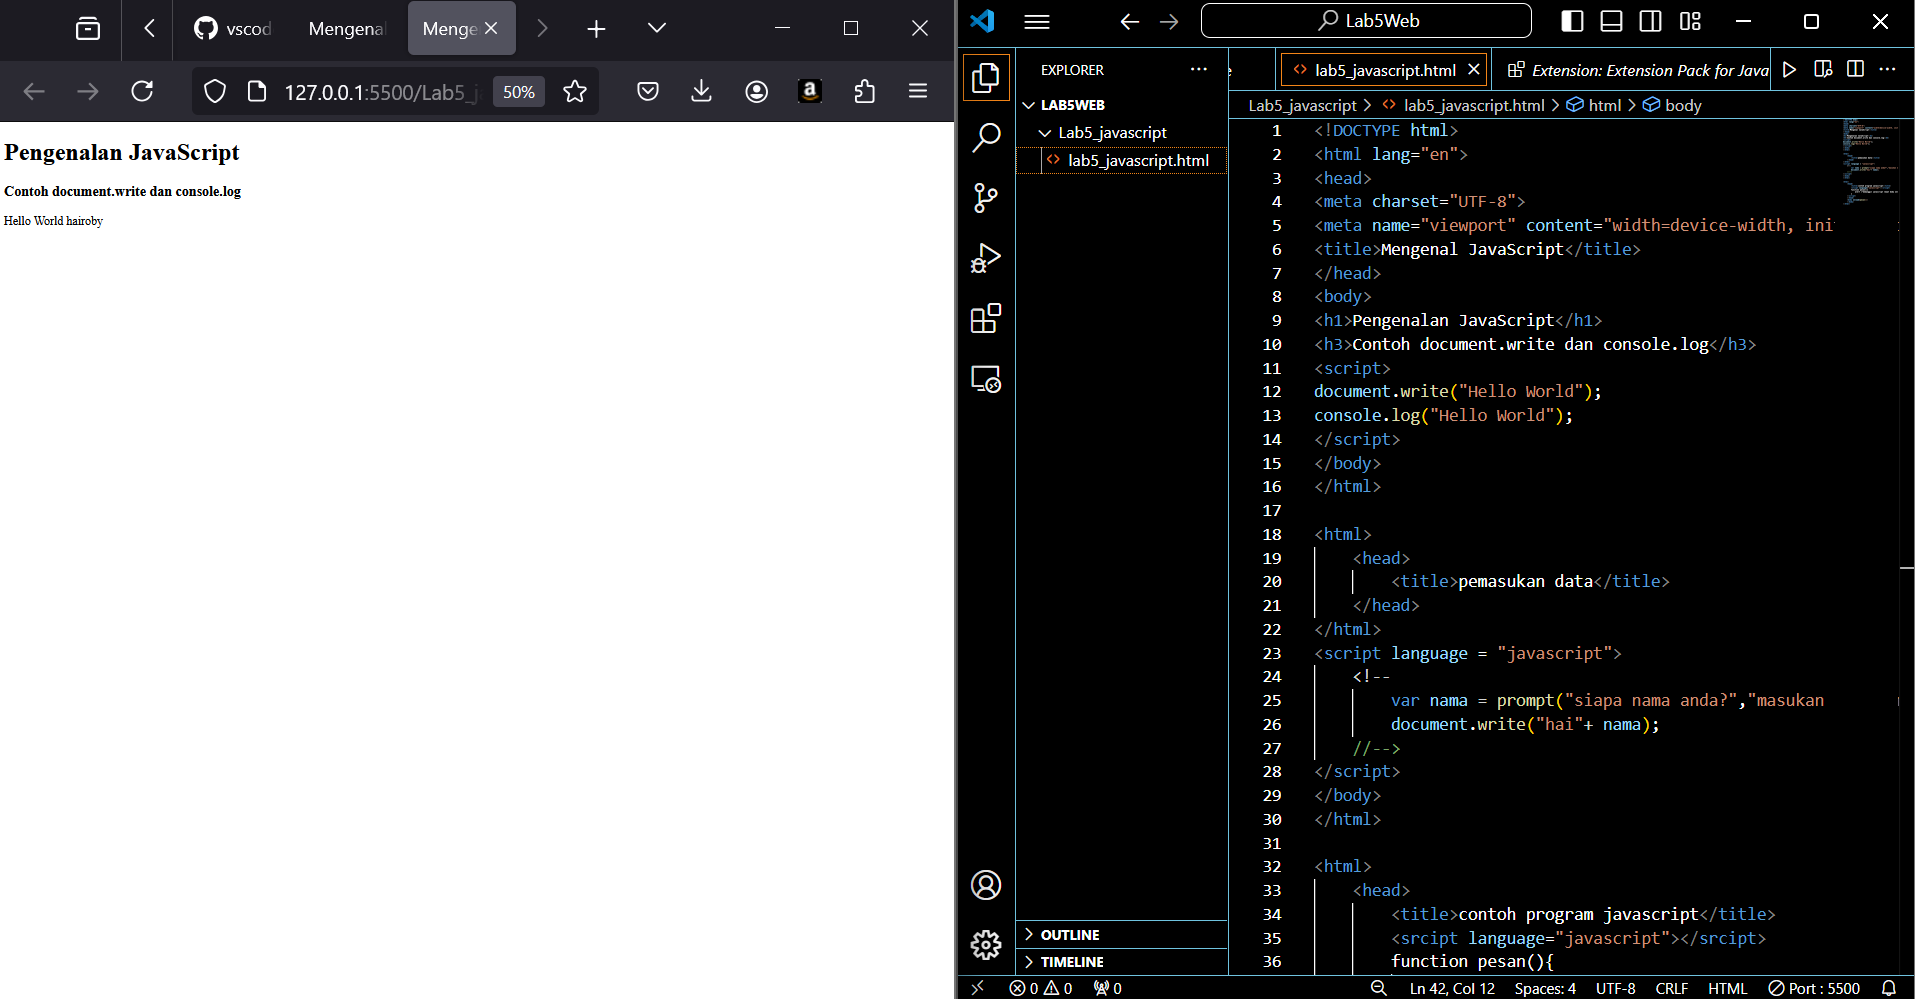 vscod
Mengenal
Menge
127.0.0.1:5500/Lab5_j
50%
Pengenalan JavaScript
Contoh document.write dan console.log
Hello World hairoby
Lab5Web
EXPLORER
LAB5WEB
Lab5_javascript
lab5_javascript.html
OUTLINE
TIMELINE
lab5_javascript.html
Extension: Extension Pack for Java
Lab5_javascript > lab5_javascript.html > html > body
1 <!DOCTYPE html>
2 <html lang="en">
3 <head>
4 <meta charset="UTF-8">
5 <meta name="viewport" content="width=device-width, ini
6 <title>Mengenal JavaScript</title>
7 </head>
8 <body>
9 <h1>Pengenalan JavaScript</h1>
10 <h3>Contoh document.write dan console.log</h3>
11 <script>
12 document.write("Hello World");
13 console.log("Hello World");
14 </script>
15 </body>
16 </html>
17
18 <html>
19 <head>
20 <title>pemasukan data</title>
21 </head>
22 </html>
23 <script language = "javascript">
24 <!--
25 var nama = prompt("siapa nama anda?","masukan
26 document.write("hai"+ nama);
27 //-->
28 </script>
29 </body>
30 </html>
31
32 <html>
33 <head>
34 <title>contoh program javascript</title>
35 <srcipt language="javascript"></srcipt>
36 function pesan(){
0 0 0
Ln 42, Col 12 Spaces: 4 UTF-8 CRLF HTML Port : 5500